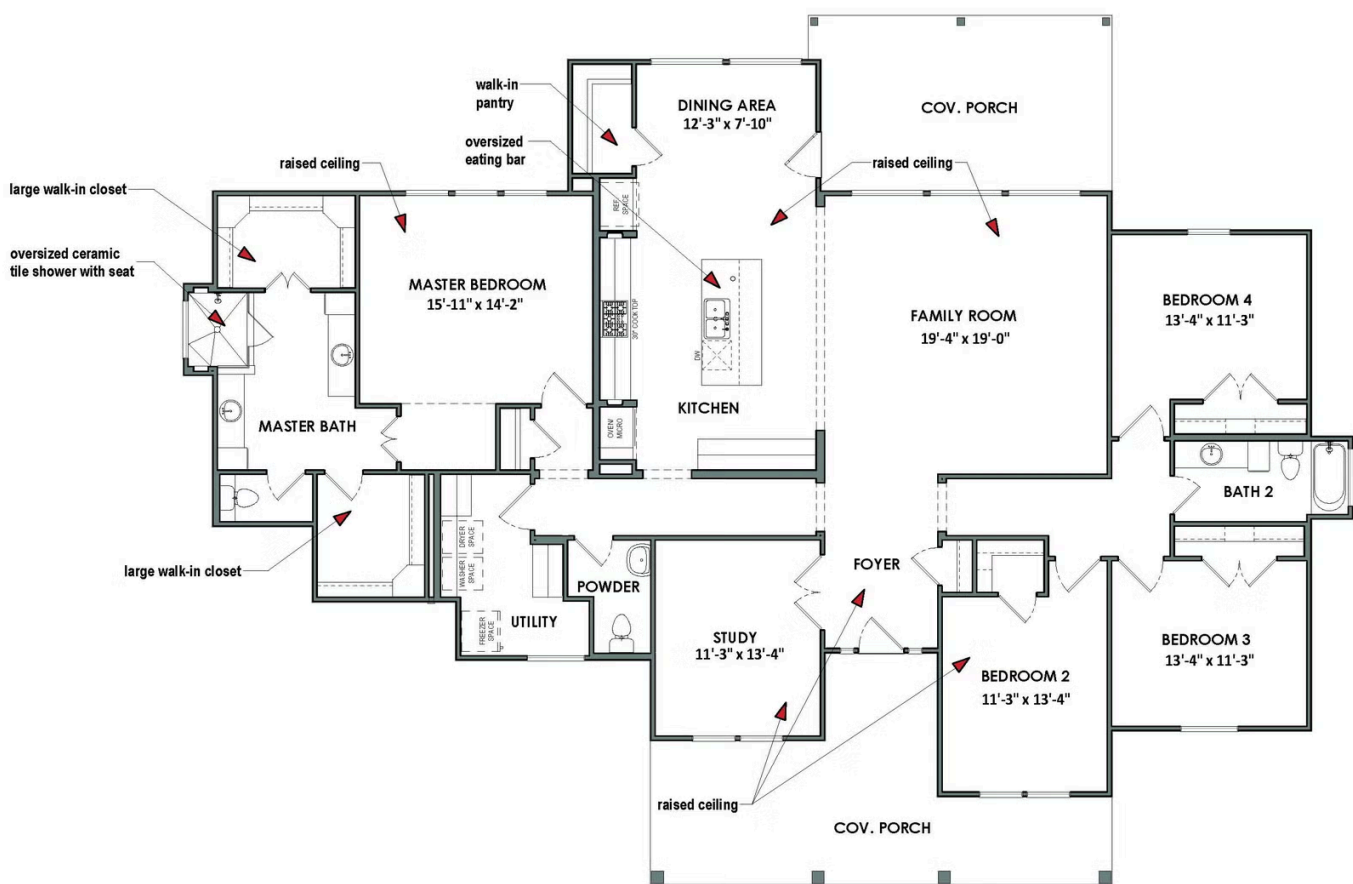 walk-in
pantry
DINING AREA
12'-3" x 7'-10"
COV. PORCH
oversized
eating bar
raised ceiling
raised ceiling
large walk-in closet
REF.
SPACE
oversized ceramic
tile shower with seat
MASTER BEDROOM
15'-11" x 14'-2"
BEDROOM 4
13'-4" x 11'-3"
FAMILY ROOM
19'-4" x 19'-0"
30" COOK TOP
DW
KITCHEN
MASTER BATH
OVEN/
MICRO
BATH 2
DRYER
SPACE
WASHER
SPACE
large walk-in closet
POWDER
FOYER
FREEZER
SPACE
UTILITY
STUDY
11'-3" x 13'-4"
BEDROOM 3
13'-4" x 11'-3"
BEDROOM 2
11'-3" x 13'-4"
raised ceiling
COV. PORCH